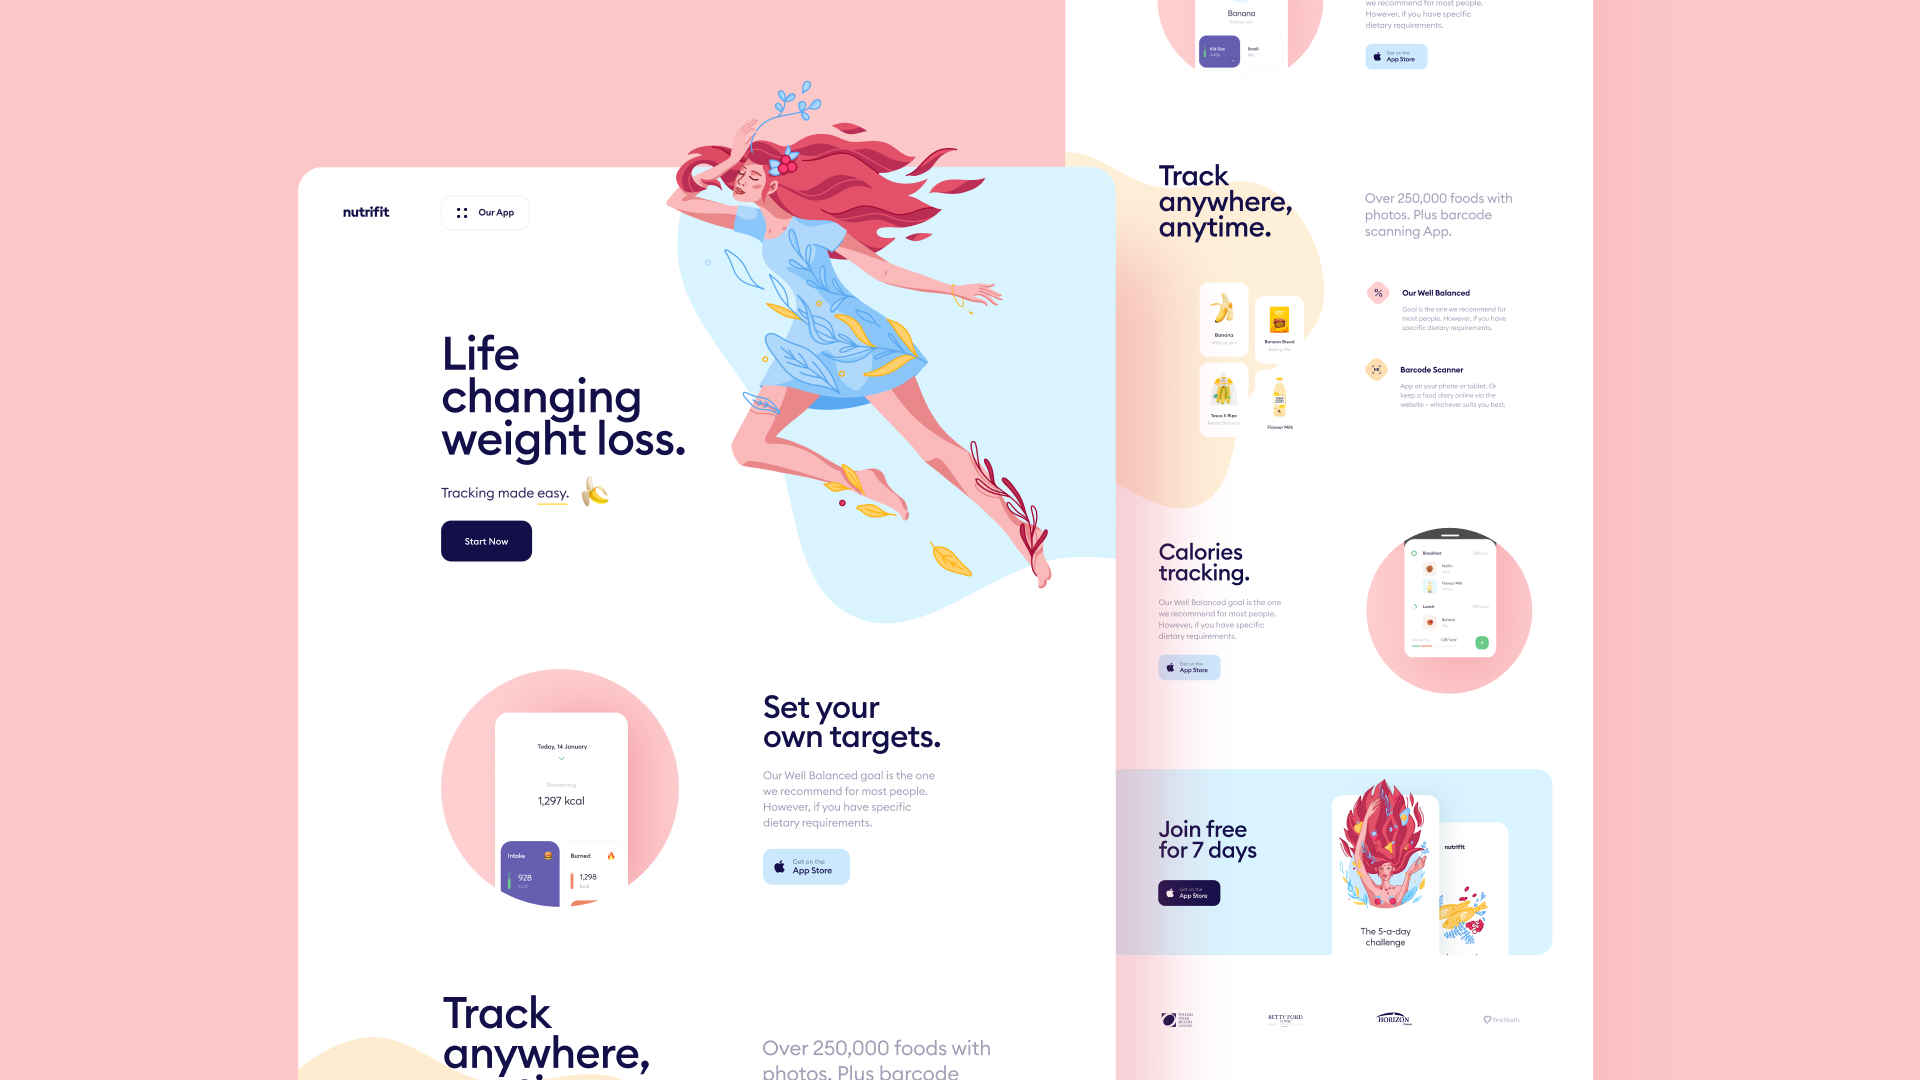 nutrifit
Our App
Life
changing
weight loss.
Tracking made easy.
Start Now
Today, 14 January
Remaining
1,297 kcal
Intake
928
kcal
Burned
1,298
kcal
Set your
own targets.
Our Well Balanced goal is the one
we recommend for most people.
However, if you have specific
dietary requirements.
Get on the
App Store
Track
anywhere,
Over 250,000 foods with
photos. Plus barcode
Banana
Without skin
Kid Size
Small
we recommend for most people.
However, if you have specific
dietary requirements.
Get on the
App Store
Track
anywhere,
anytime.
Over 250,000 foods with
photos. Plus barcode
scanning App.
Banana
Without skin
Banana Bread
Baking Mix
Tesco 5 Ripe
Flavour Milk
Our Well Balanced
Goal is the one we recommend for
most people. However, if you have
specific dietary requirements.
Barcode Scanner
App on your phone or tablet. Or
keep a food diary online via the
website – whichever suits you best.
Calories
tracking.
Our Well Balanced goal is the one
we recommend for most people.
However, if you have specific
dietary requirements.
Get on the
App Store
Breakfast
Muffin
Flavour Milk
Lunch
Banana
Remaining
1,297 kcal
Join free
for 7 days
Get on the
App Store
The 5-a-day
challenge
nutrifit
BETTY FORD
HORIZON